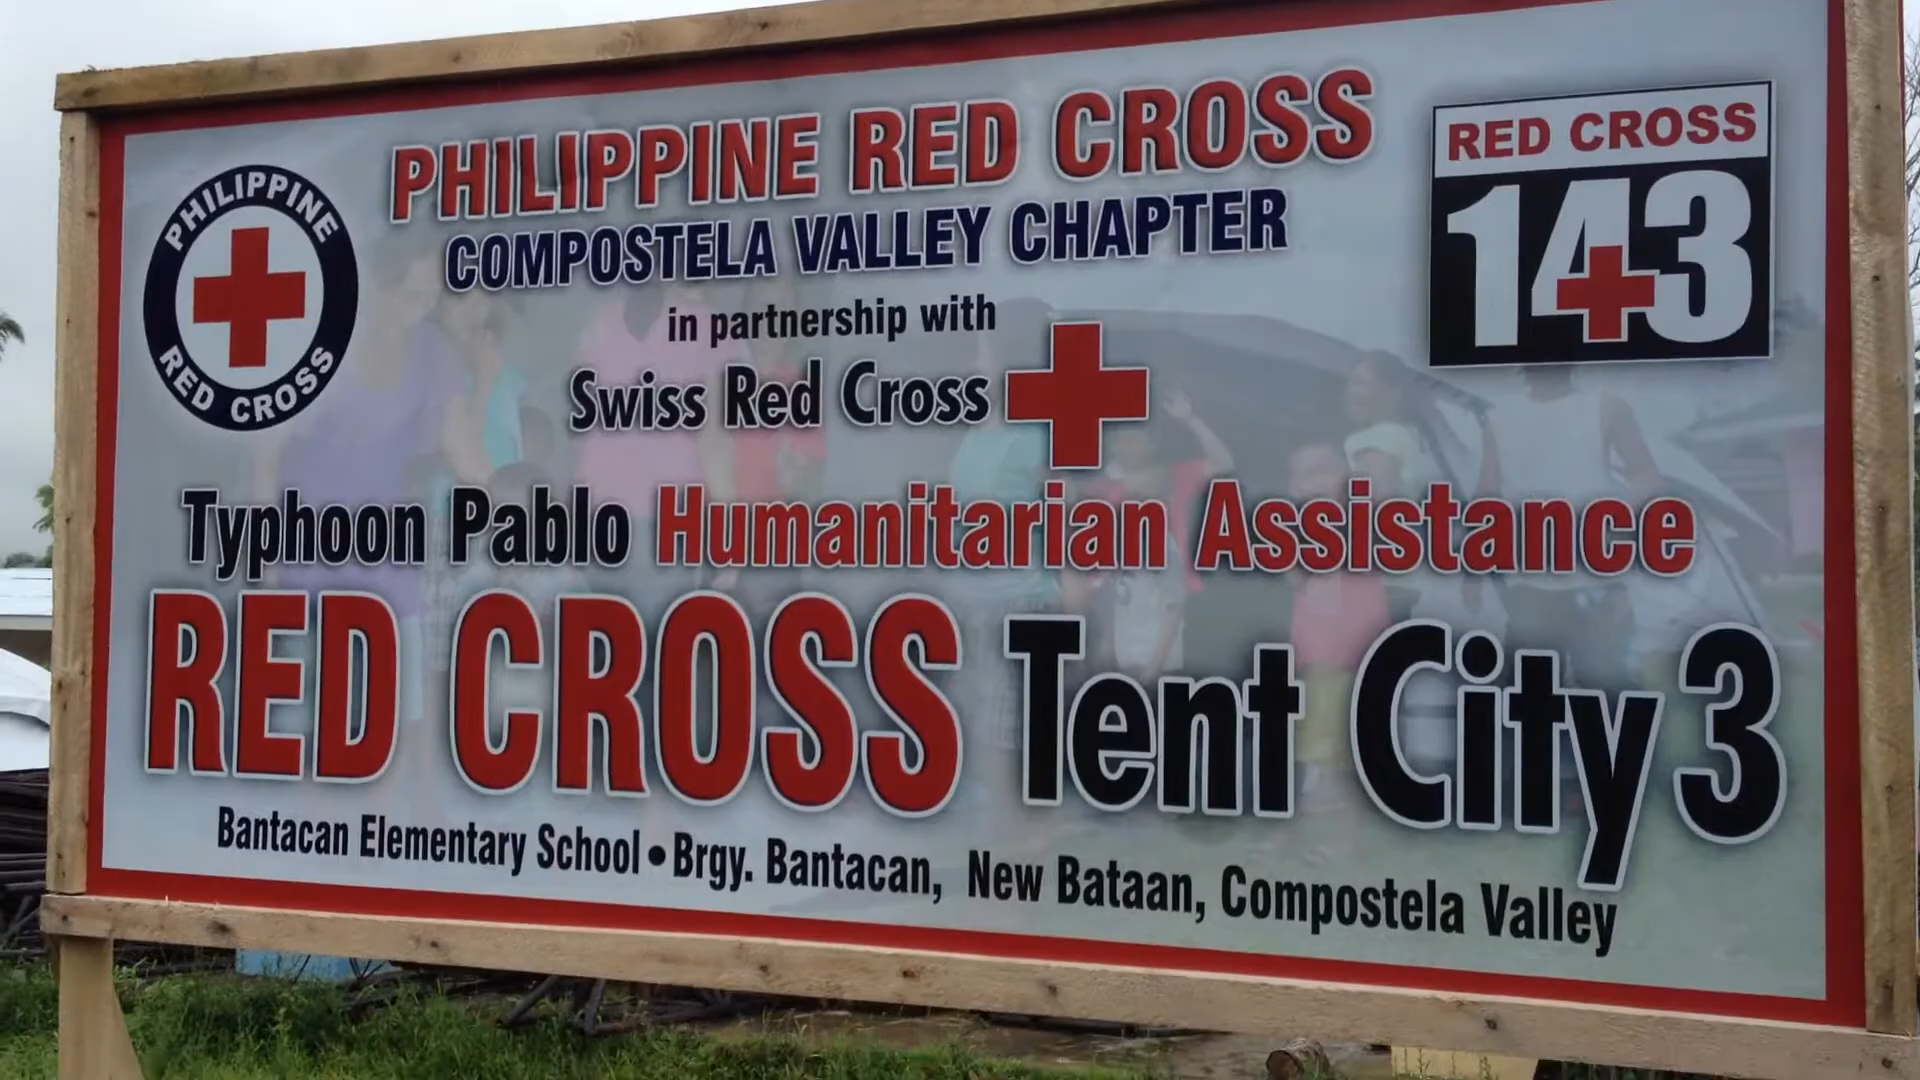 PHILIPPINE RED CROSS
COMPOSTELA VALLEY CHAPTER
in partnership with
Swiss Red Cross
PHILIPPINE
RED CROSS
RED CROSS
143
Typhoon Pablo Humanitarian Assistance
RED CROSS Tent City 3
Bantacan Elementary School • Brgy. Bantacan, New Bataan, Compostela Valley